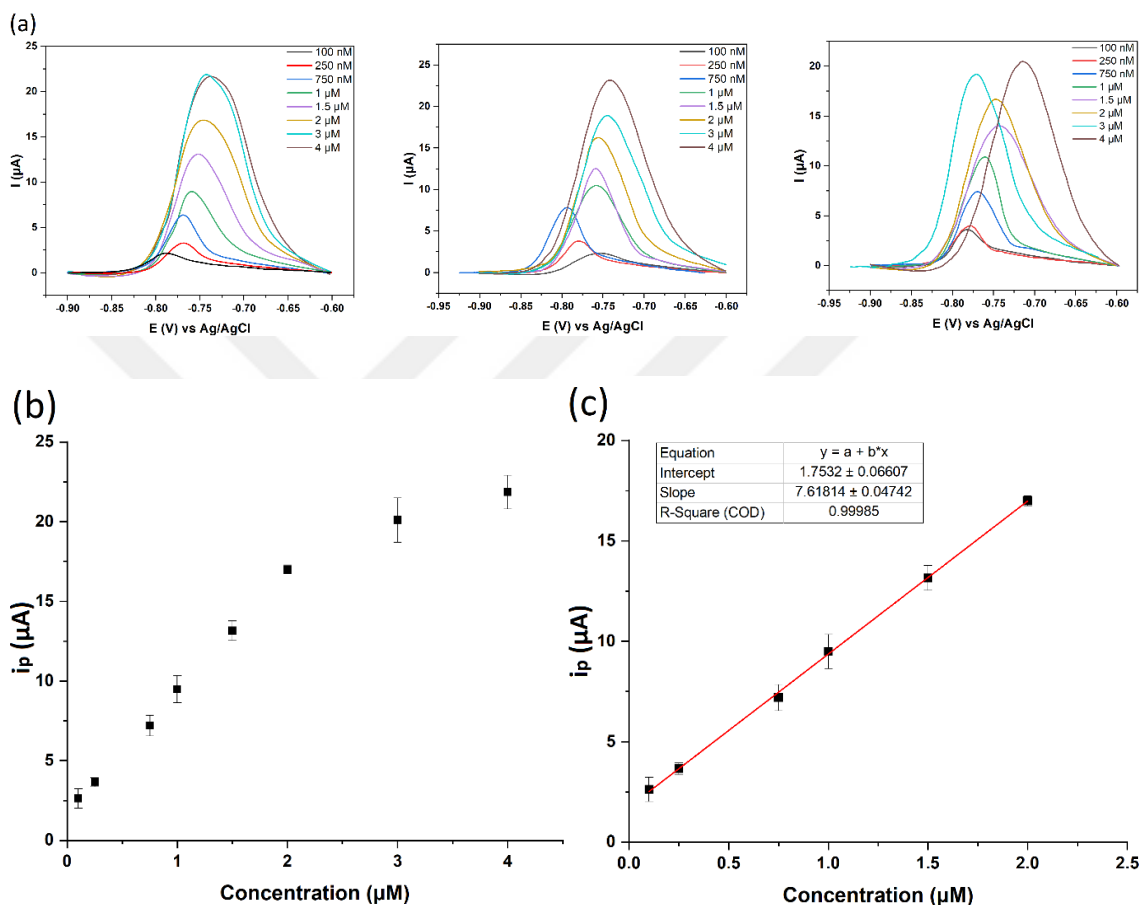 (a)
25
20
15
10
5
0
I (µA)
-0.90
-0.85
-0.80
-0.75
-0.70
-0.65
-0.60
E (V) vs Ag/AgCl
100 nM
250 nM
750 nM
1 µM
1.5 µM
2 µM
3 µM
4 µM
30
25
20
15
10
5
0
I (µA)
-0.90
-0.85
-0.80
-0.75
-0.70
-0.65
-0.60
E (V) vs Ag/AgCl
100 nM
250 nM
750 nM
1 µM
1.5 µM
2 µM
3 µM
4 µM
20
15
10
5
0
I (µA)
-0.95
-0.90
-0.85
-0.80
-0.75
-0.70
-0.65
-0.60
E (V) vs Ag/AgCl
100 nM
250 nM
750 nM
1 µM
1.5 µM
2 µM
3 µM
4 µM
(b)
25
20
15
10
5
0
ip (µA)
0
1
2
3
4
Concentration (µM)
(c)
20
15
10
5
0
ip (µA)
Equation y = a + b*x
Intercept 1.7532 ± 0.06607
Slope 7.61814 ± 0.04742
R-Square (COD) 0.99985
0.0
0.5
1.0
1.5
2.0
2.5
Concentration (µM)